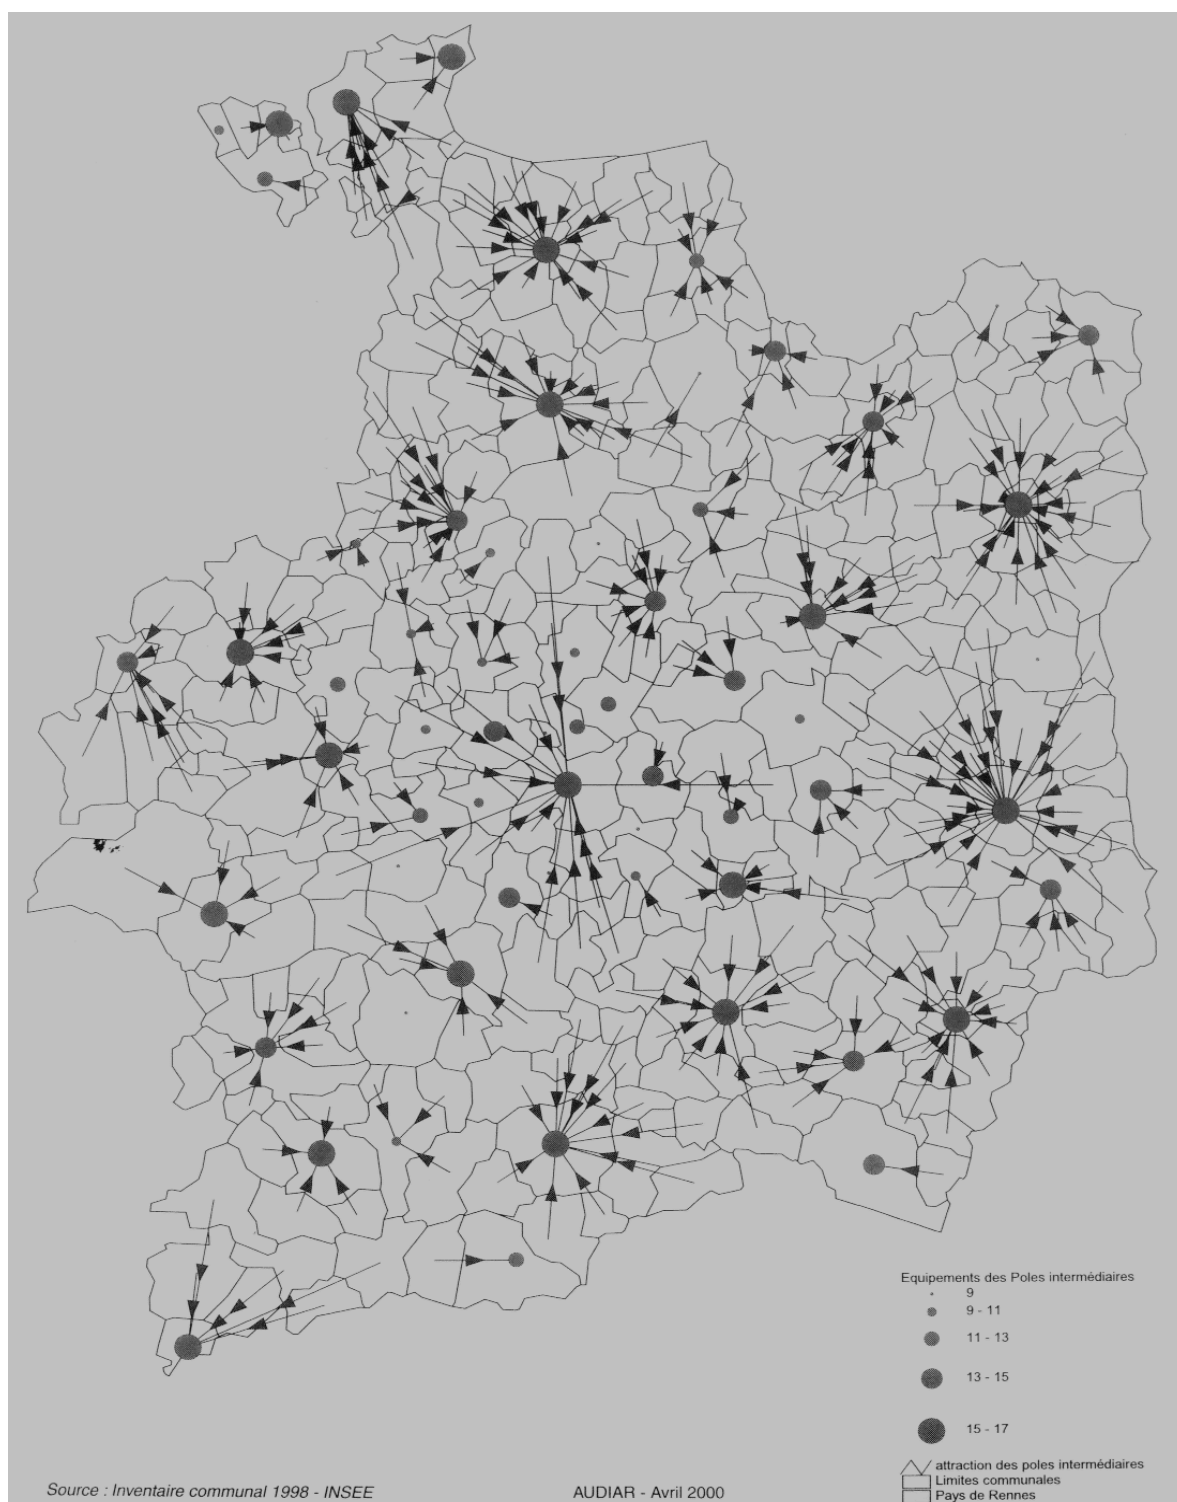 Equipements des Poles intermédiaires
9
9 - 11
11 - 13
13 - 15
15 - 17
attraction des poles intermédiaires
Limites communales
Pays de Rennes
Source : Inventaire communal 1998 - INSEE
AUDIAR - Avril 2000